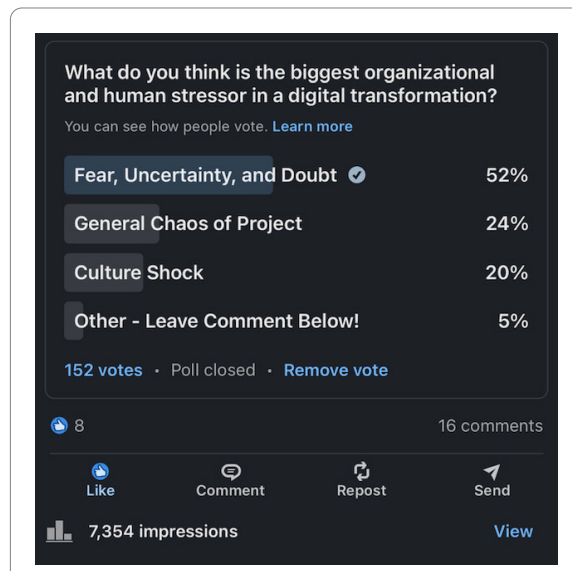 What do you think is the biggest organizational
and human stressor in a digital transformation?
You can see how people vote. Learn more
Fear, Uncertainty, and Doubt 52%
General Chaos of Project 24%
Culture Shock 20%
Other - Leave Comment Below! 5%
152 votes · Poll closed · Remove vote
8 16 comments
Like Comment Repost Send
7,354 impressions View